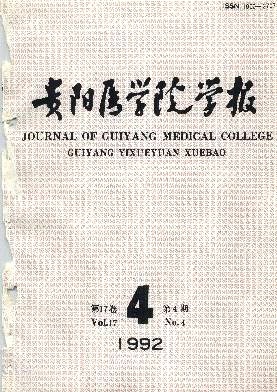 贵阳医学院学报
JOURNAL OF GUIYANG MEDICAL COLLEGE
GUIYANG YIXUEYUAN XUEBAO
第17卷 4 第4期
Vol.17 No.4
1992